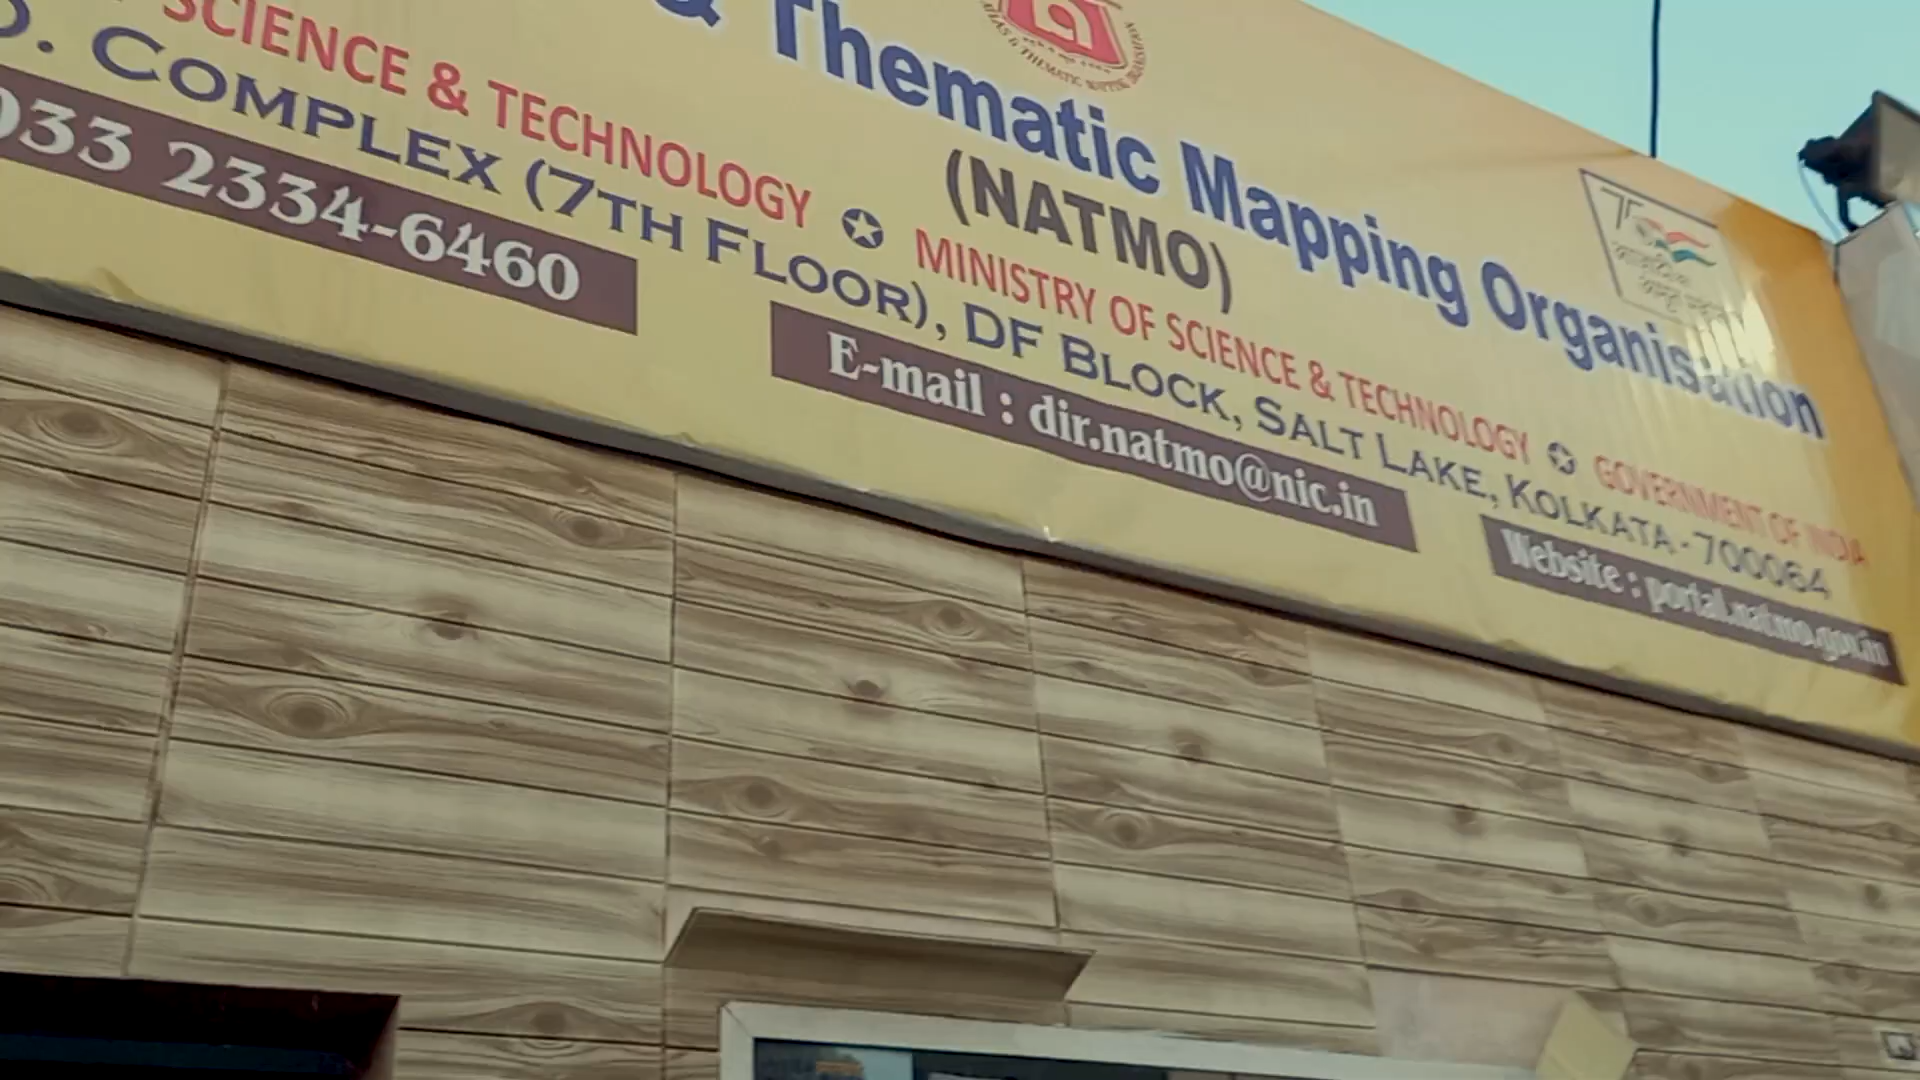 & Thematic Mapping Organisation
(NATMO)
SCIENCE & TECHNOLOGY ✪ MINISTRY OF SCIENCE & TECHNOLOGY ✪ GOVERNMENT OF INDIA
. COMPLEX (7TH FLOOR), DF BLOCK, SALT LAKE, KOLKATA - 700064
033 2334-6460
E-mail : dir.natmo@nic.in
Website : portal.natmo.gov.in